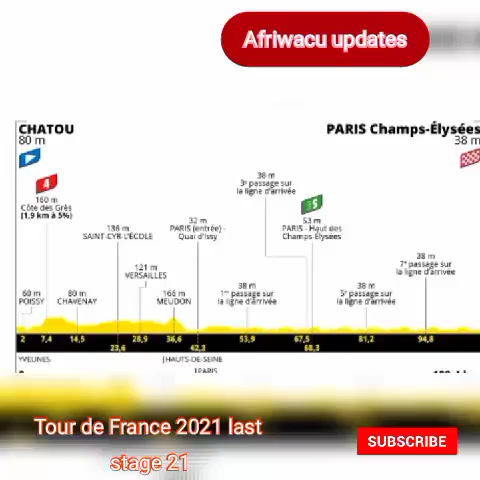 Afriwacu updates
CHATOU
80 m
PARIS Champs-Élysées
38 m
4
160 m
Côte des Grès
(1,9 km à 5%)
38 m
3e passage sur
la ligne d'arrivée
S
53 m
PARIS - Haut des
Champs-Élysées
32 m
PARIS (entrée) -
Quai d'Issy
136 m
SAINT-CYR-L'ÉCOLE
38 m
7e passage sur
la ligne d'arrivée
121 m
VERSAILLES
60 m
POISSY
80 m
CHAVENAY
166 m
MEUDON
38 m
1er passage sur
la ligne d'arrivée
38 m
5e passage sur
la ligne d'arrivée
2 7,4 14,5 28,9 36,6 53,9 67,5 81,2 94,8
23,6 42,3 68,3
YVELINES
|HAUTS-DE-SEINE
|PARIS
Tour de France 2021 last
stage 21
SUBSCRIBE